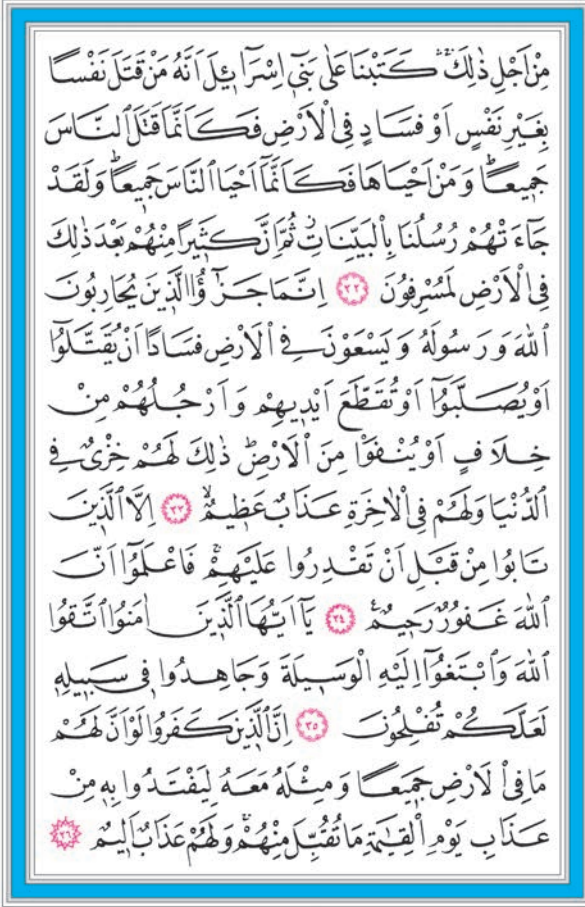 مِنْ اَجْلِ ذٰلِكَۚۛ كَتَبْنَا عَلٰى بَنٖٓى اِسْرَٓائٖلَ اَنَّهُ مَنْ قَتَلَ نَفْسًا
بِغَيْرِ نَفْسٍ اَوْ فَسَادٍ فِى الْاَرْضِ فَكَاَنَّمَا قَتَلَ النَّاسَ
جَمٖيعًاؕ وَمَنْ اَحْيَاهَا فَكَاَنَّمَٓا اَحْيَا النَّاسَ جَمٖيعًاؕ وَلَقَدْ
جَٓاءَتْهُمْ رُسُلُنَا بِالْبَيِّنَاتِؗ ثُمَّ اِنَّ كَثٖيرًا مِنْهُمْ بَعْدَ ذٰلِكَ
فِى الْاَرْضِ لَمُسْرِفُونَ ﴿٣٢﴾ اِنَّمَا جَزٰٓؤُا الَّذٖينَ يُحَارِبُونَ
اللّٰهَ وَرَسُولَهُ وَيَسْعَوْنَ فِى الْاَرْضِ فَسَادًا اَنْ يُقَتَّلُٓوا
اَوْ يُصَلَّبُٓوا اَوْ تُقَطَّعَ اَيْدٖيهِمْ وَاَرْجُلُهُمْ مِنْ
خِلَافٍ اَوْ يُنْفَوْا مِنَ الْاَرْضِؕ ذٰلِكَ لَهُمْ خِزْىٌ فِى
الدُّنْيَا وَلَهُمْ فِى الْاٰخِرَةِ عَذَابٌ عَظٖيمٌۙ ﴿٣٣﴾ اِلَّا الَّذٖينَ
تَابُوا مِنْ قَبْلِ اَنْ تَقْدِرُوا عَلَيْهِمْۚ فَاعْلَمُٓوا اَنَّ
اللّٰهَ غَفُورٌ رَحٖيمٌࣖ ﴿٣٤﴾ يَٓا اَيُّهَا الَّذٖينَ اٰمَنُوا اتَّقُوا
اللّٰهَ وَابْتَغُٓوا اِلَيْهِ الْوَسٖيلَةَ وَجَاهِدُوا فٖى سَبٖيلِهٖ
لَعَلَّكُمْ تُفْلِحُونَ ﴿٣٥﴾ اِنَّ الَّذٖينَ كَفَرُوا لَوْ اَنَّ لَهُمْ
مَا فِى الْاَرْضِ جَمٖيعًا وَمِثْلَهُ مَعَهُ لِيَفْتَدُوا بِهٖ مِنْ
عَذَابِ يَوْمِ الْقِيٰمَةِ مَا تُقُبِّلَ مِنْهُمْۚ وَلَهُمْ عَذَابٌ اَلٖيمٌ ﴿٣٦﴾